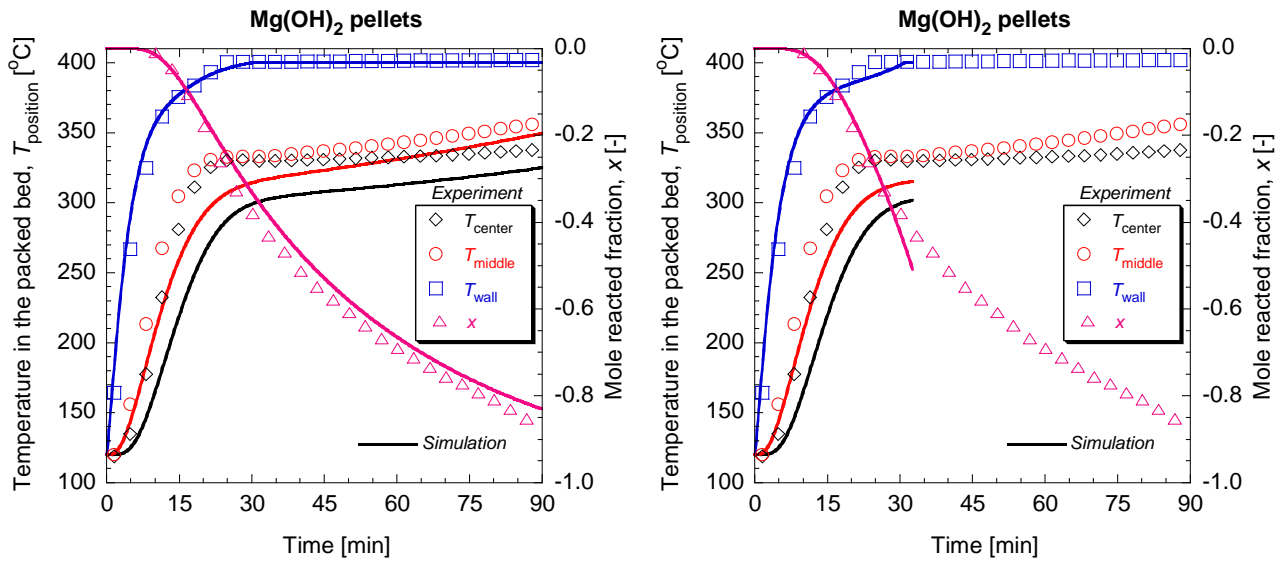 Mg(OH)2 pellets
Temperature in the packed bed, Tposition [oC]
400
350
300
250
200
150
100
0.0
-0.2
-0.4
-0.6
-0.8
-1.0
Mole reacted fraction, x [-]
Experiment
Tcenter
Tmiddle
Twall
x
Simulation
0 15 30 45 60 75 90
Time [min]
Mg(OH)2 pellets
Temperature in the packed bed, Tposition [oC]
400
350
300
250
200
150
100
0.0
-0.2
-0.4
-0.6
-0.8
-1.0
Mole reacted fraction, x [-]
Experiment
Tcenter
Tmiddle
Twall
x
Simulation
0 15 30 45 60 75 90
Time [min]